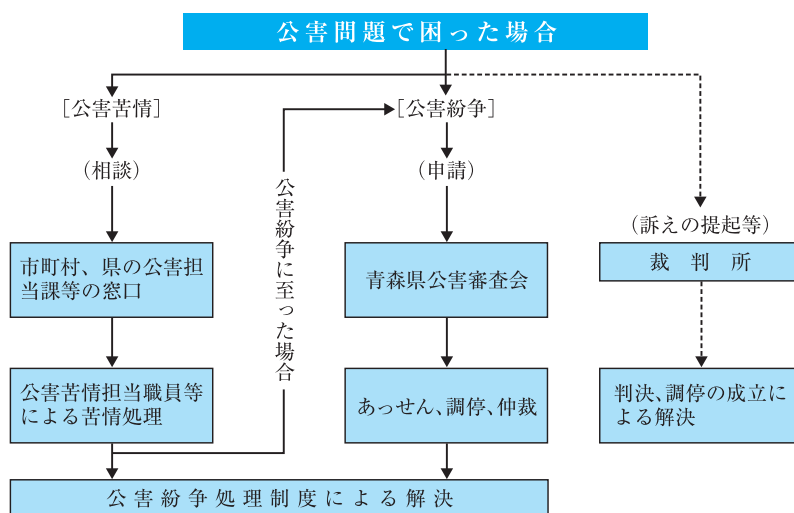 公害問題で困った場合
[公害苦情]
[公害紛争]
(相談)
(申請)
(訴えの提起等)
公害紛争に至った場合
市町村、県の公害担
当課等の窓口
青森県公害審査会
裁判所
公害苦情担当職員等
による苦情処理
あっせん、調停、仲裁
判決、調停の成立に
よる解決
公害紛争処理制度による解決